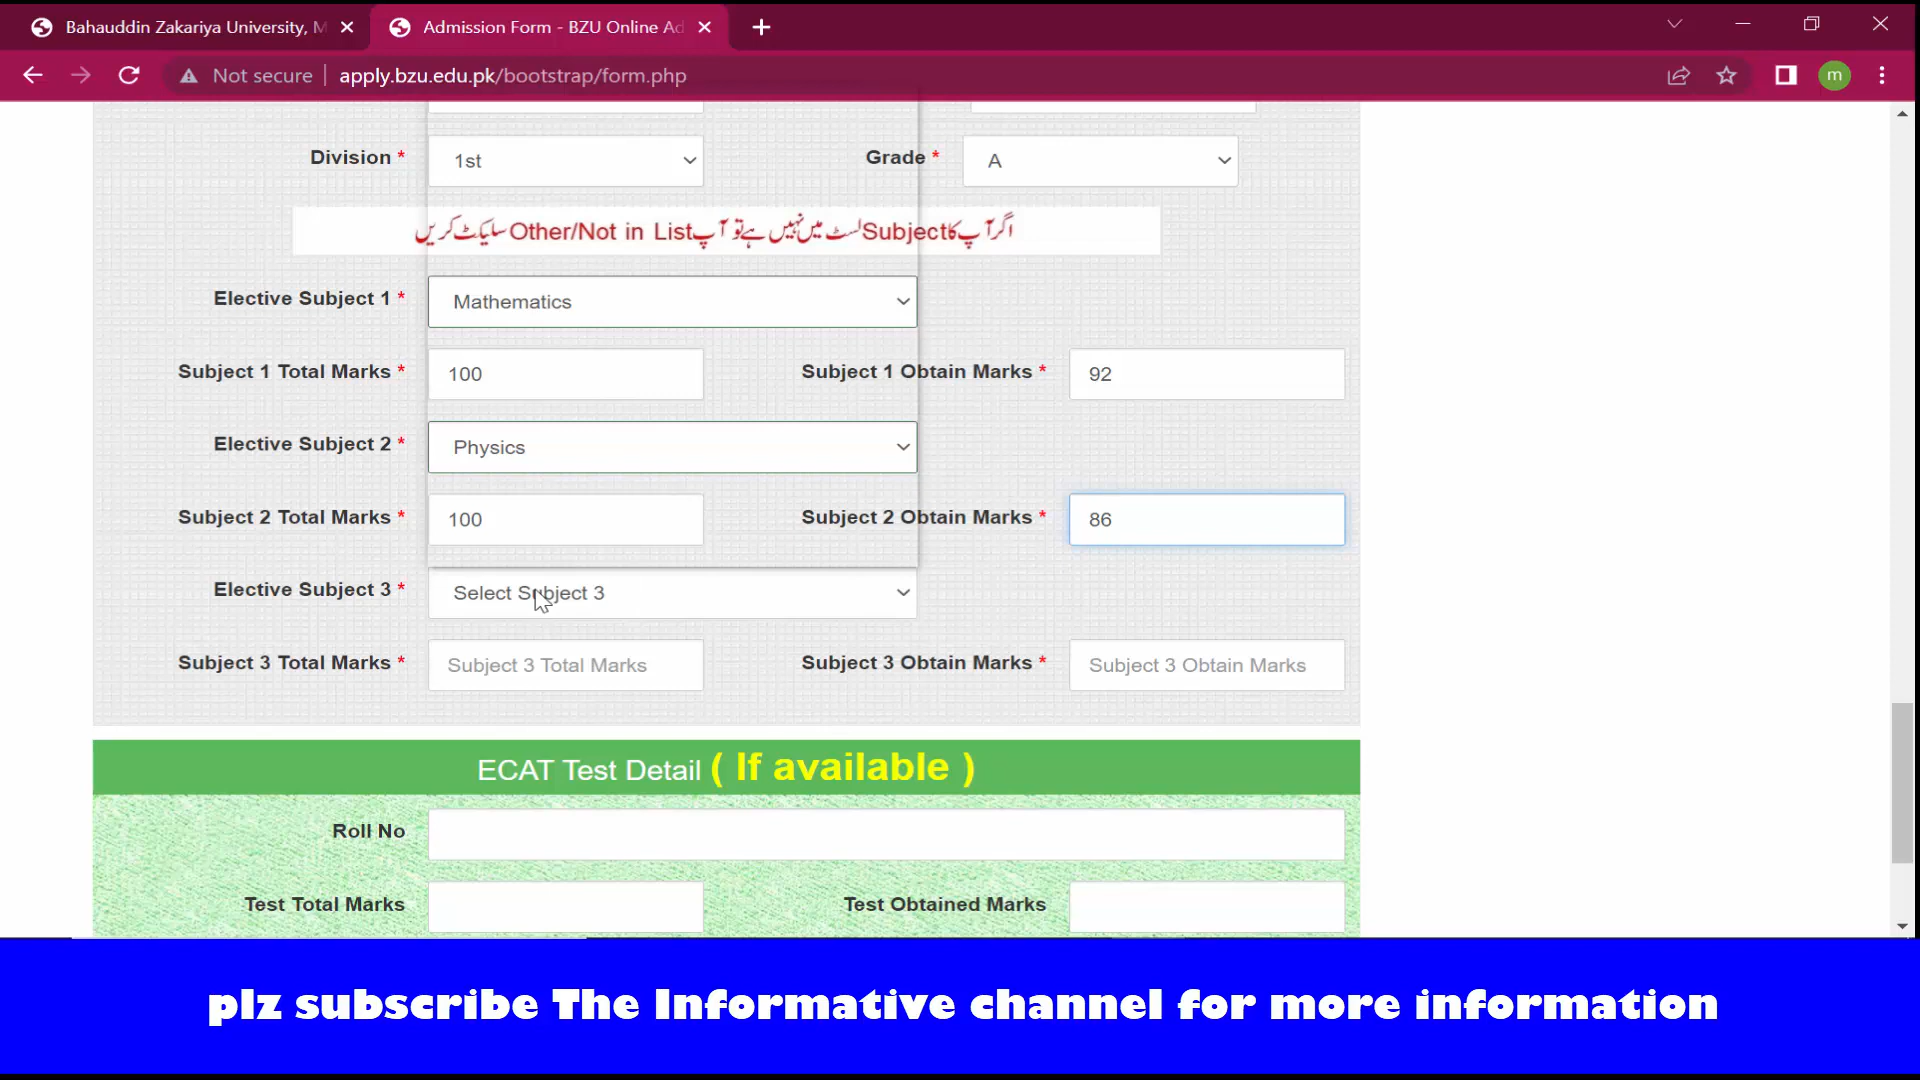 Bahauddin Zakariya University, M
Admission Form - BZU Online Ad
Not secure
apply.bzu.edu.pk/bootstrap/form.php
m
Division *
1st
Grade *
A
اگر آپ کا Subject لسٹ میں نہیں ہے تو آپ Other/Not in List سلیکٹ کریں
Elective Subject 1 *
Mathematics
Subject 1 Total Marks *
100
Subject 1 Obtain Marks *
92
Elective Subject 2 *
Physics
Subject 2 Total Marks *
100
Subject 2 Obtain Marks *
86
Elective Subject 3 *
Select Subject 3
Subject 3 Total Marks *
Subject 3 Total Marks
Subject 3 Obtain Marks *
Subject 3 Obtain Marks
ECAT Test Detail ( If available )
Roll No
Test Total Marks
Test Obtained Marks
plz subscribe The Informative channel for more information